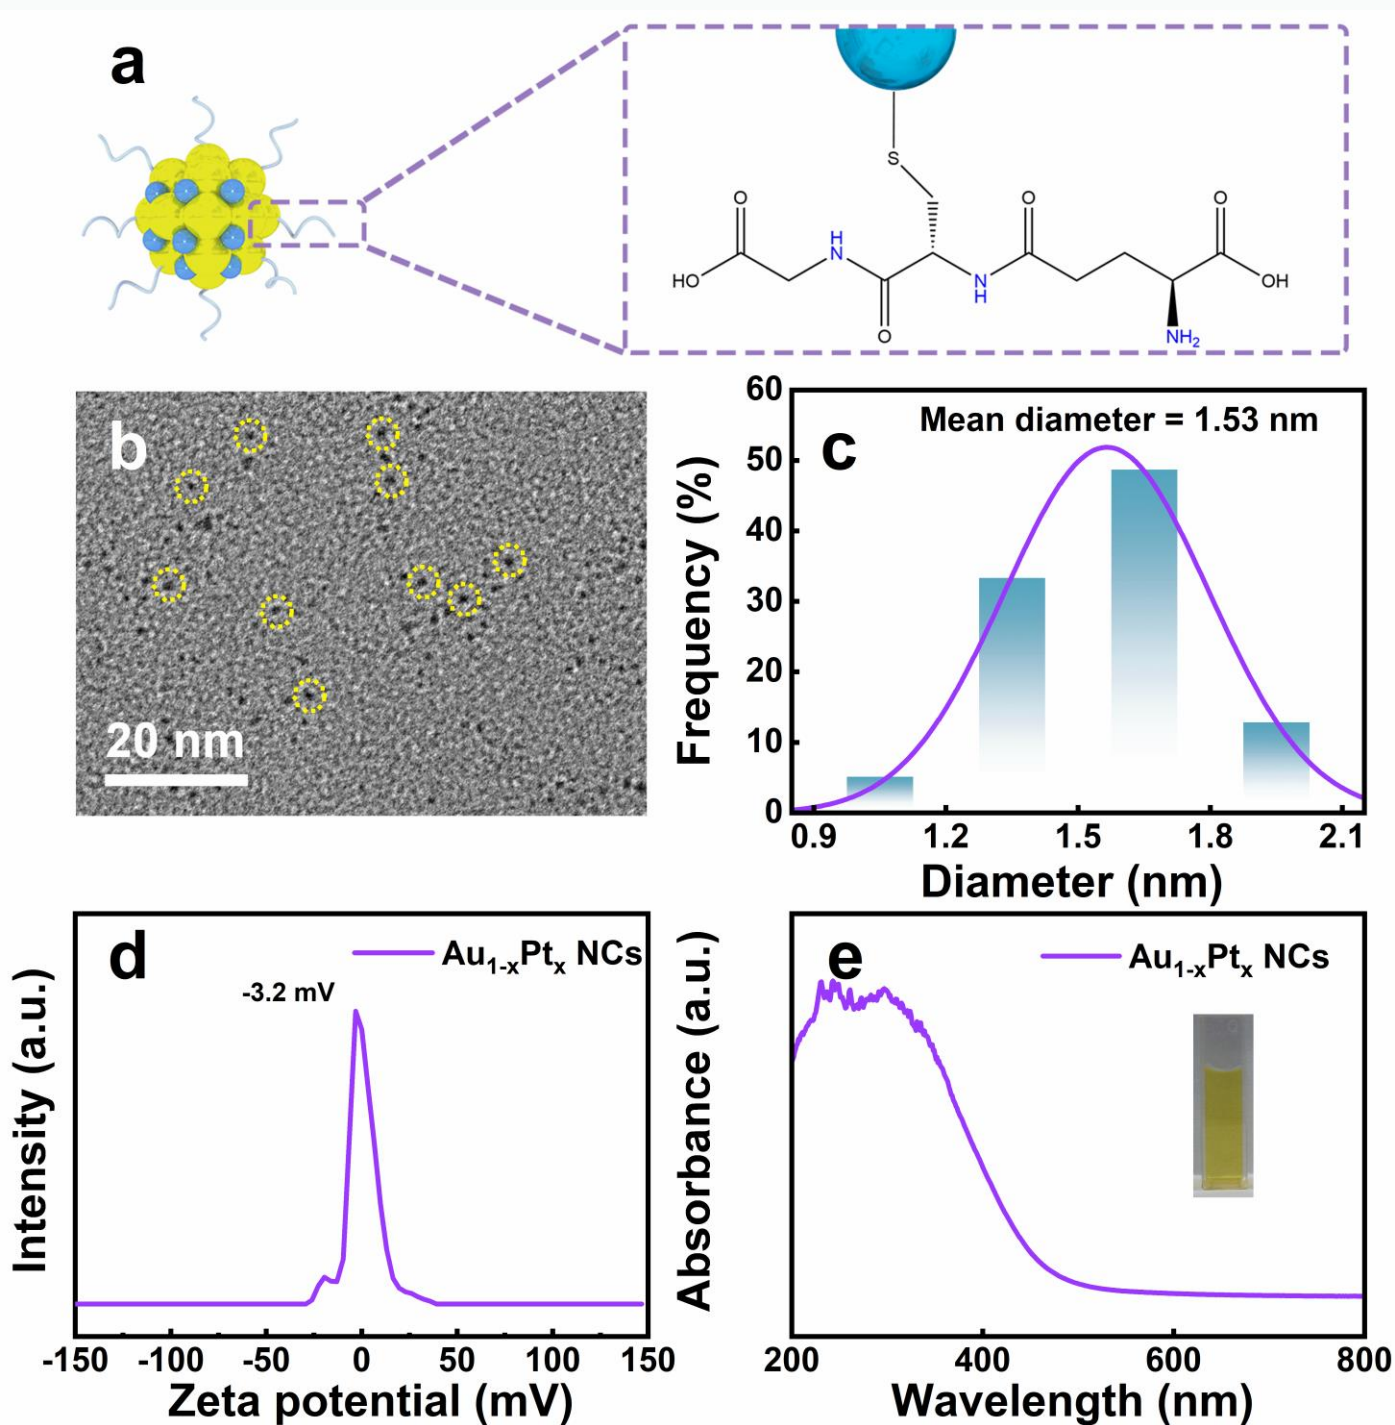 a
S
O
O
O
H
N
HO
N
H
OH
O
NH₂
b
20 nm
c
Mean diameter = 1.53 nm
Frequency (%)
60
50
40
30
20
10
0
0.9 1.2 1.5 1.8 2.1
Diameter (nm)
d
Au₁₋ₓPtₓ NCs
-3.2 mV
Intensity (a.u.)
-150 -100 -50 0 50 100 150
Zeta potential (mV)
e
Au₁₋ₓPtₓ NCs
Absorbance (a.u.)
200 400 600 800
Wavelength (nm)